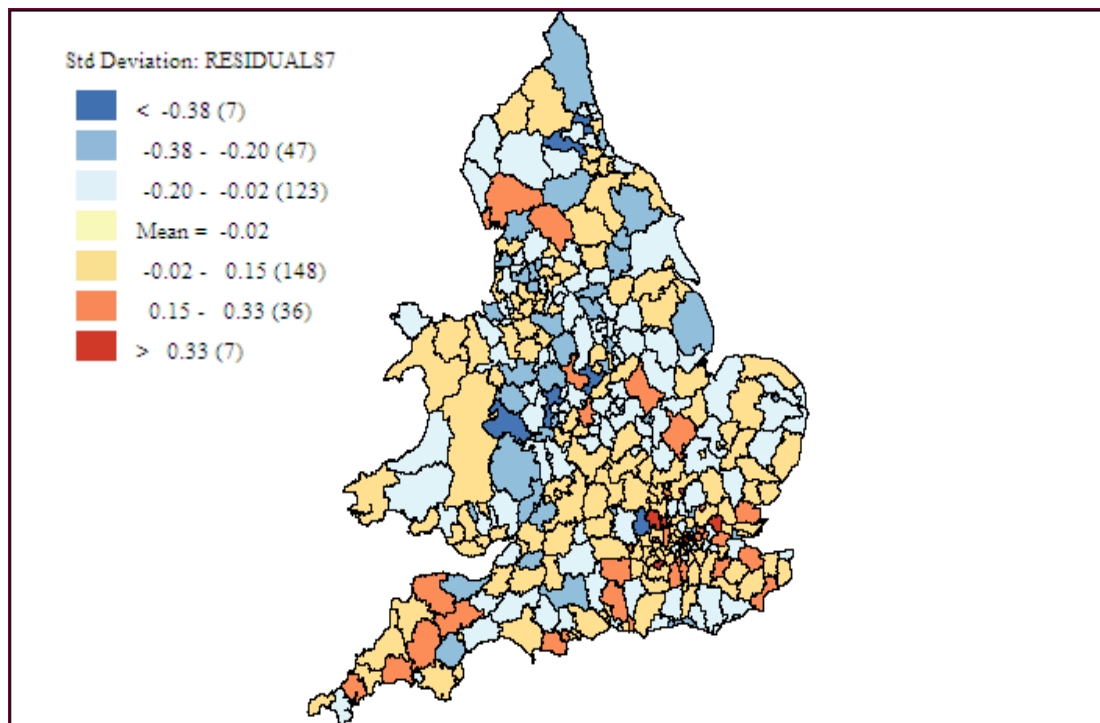 Std Deviation: RESIDUALS7
< -0.38 (7)
-0.38 - -0.20 (47)
-0.20 - -0.02 (123)
Mean = -0.02
-0.02 - 0.15 (148)
0.15 - 0.33 (36)
> 0.33 (7)